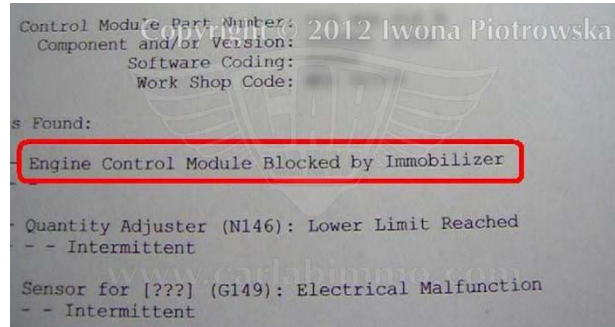 Control Module Part Number:
Copyright © 2012 Iwona Piotrowska
Component and/or Version:
Software Coding:
Work Shop Code:
s Found:
- Engine Control Module Blocked by Immobilizer
- -
- Quantity Adjuster (N146): Lower Limit Reached
- - - Intermittent
www.carlabimmo.com
Sensor for [???] (G149): Electrical Malfunction
- - Intermittent